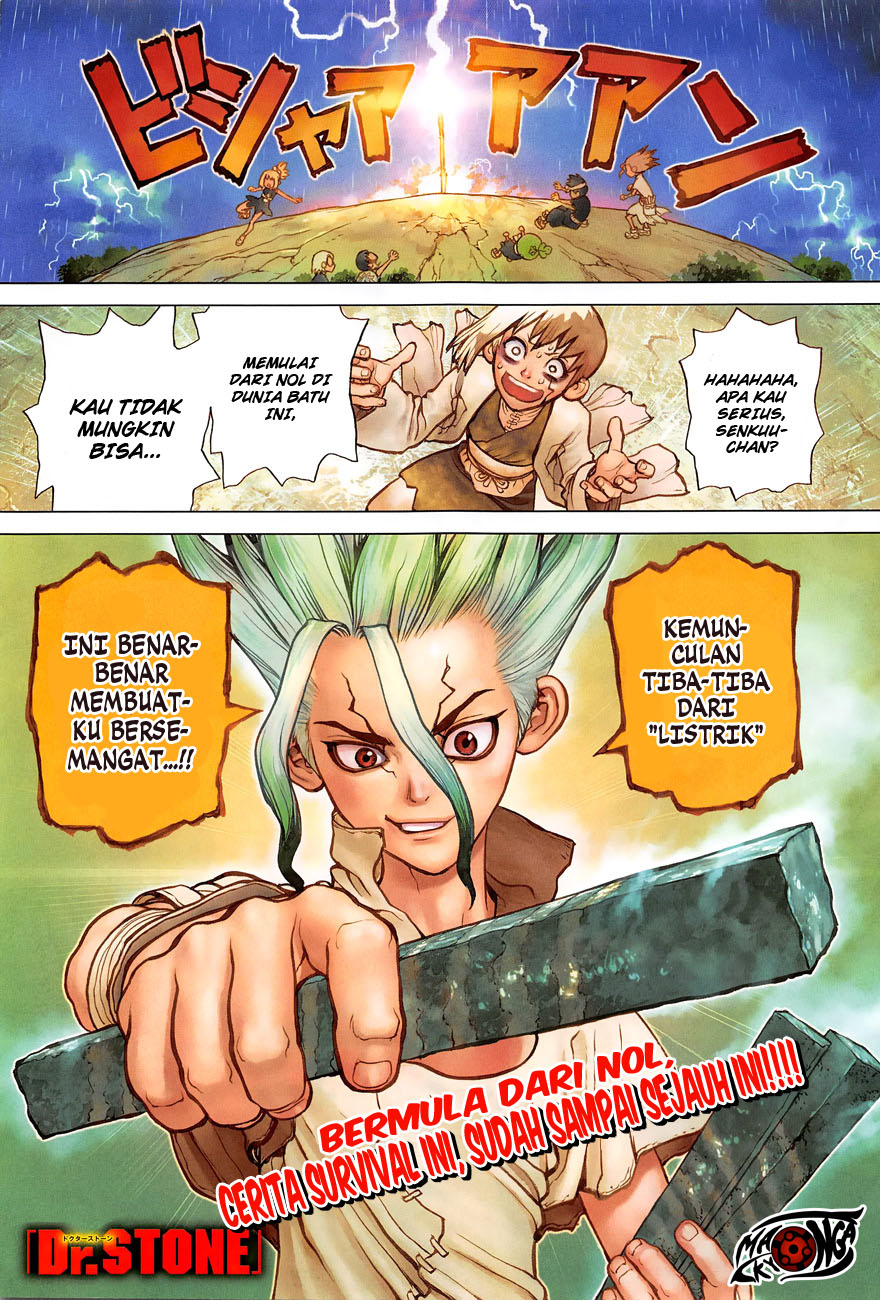 ビシャアアアン
HAHAHAHA,
APA KAU
SERIUS,
SENKUU-
CHAN?
MEMULAI
DARI NOL DI
DUNIA BATU
INI,
KAU TIDAK
MUNGKIN
BISA...
KEMUN-
CULAN
TIBA-TIBA
DARI
"LISTRIK"
INI BENAR-
BENAR
MEMBUAT-
KU BERSE-
MANGAT...!!
BERMULA DARI NOL,
CERITA SURVIVAL INI, SUDAH SAMPAI SEJAUH INI!!!!
ドクターストーン
「Dr.STONE」
MANGA
KYO